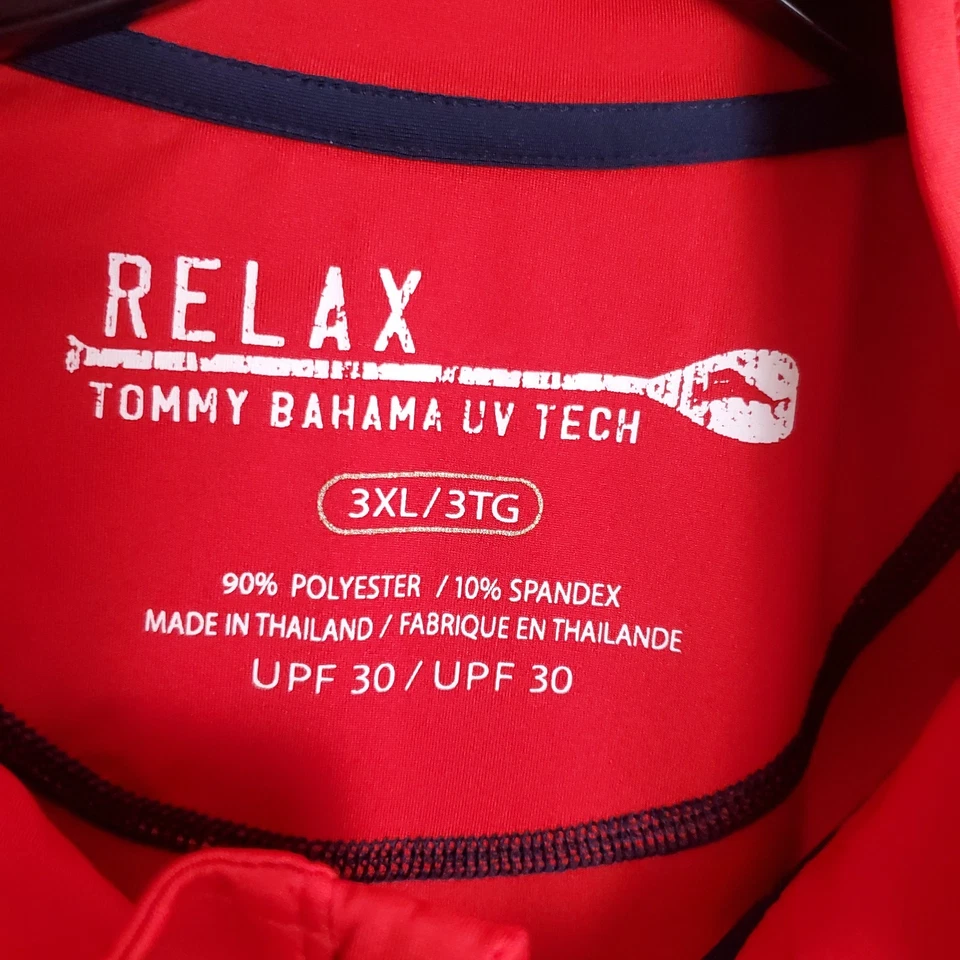 RELAX
TOMMY BAHAMA UV TECH
3XL/3TG
90% POLYESTER / 10% SPANDEX
MADE IN THAILAND / FABRIQUE EN THAILANDE
UPF 30 / UPF 30